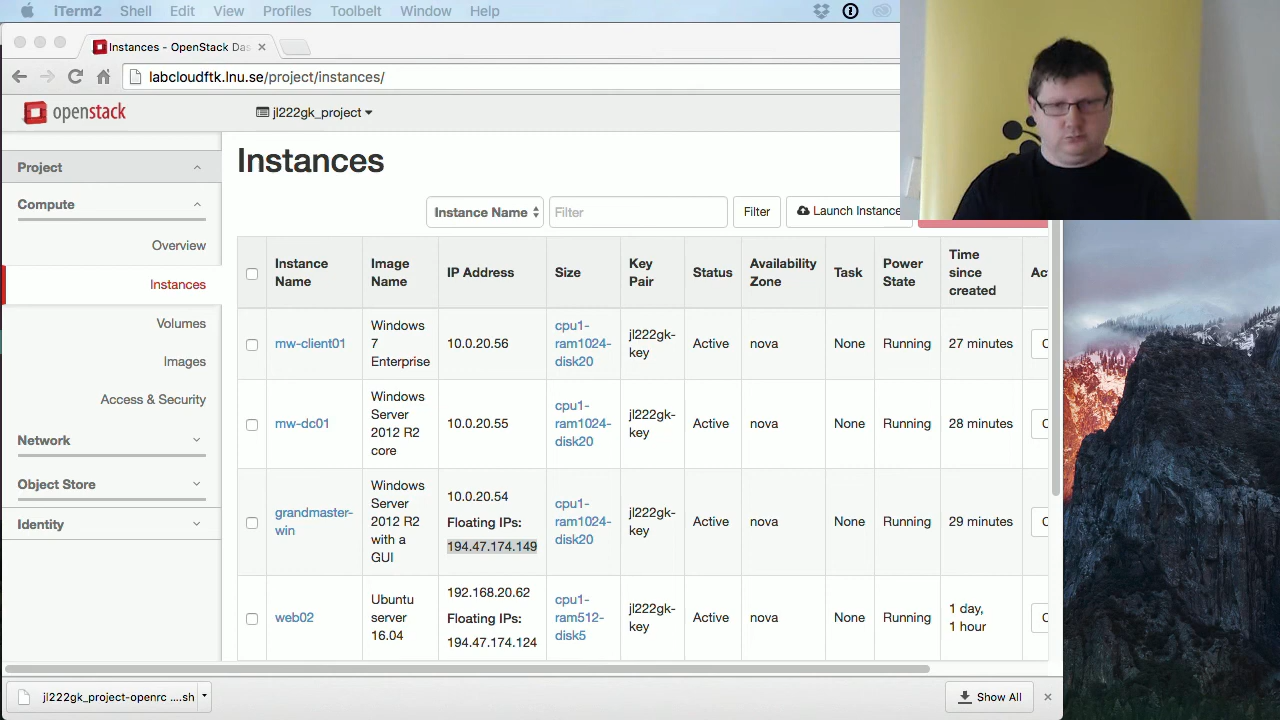 iTerm2 Shell Edit View Profiles Toolbelt Window Help
Instances - OpenStack Das
labcloudftk.lnu.se/project/instances/
openstack
jl222gk_project
Project
Compute
Overview
Instances
Volumes
Images
Access & Security
Network
Object Store
Identity
Instances
Instance Name Filter Filter Launch Instance
Instance Name Image Name IP Address Size Key Pair Status Availability Zone Task Power State Time since created
mw-client01 Windows 7 Enterprise 10.0.20.56 cpu1-ram1024-disk20 jl222gk-key Active nova None Running 27 minutes
mw-dc01 Windows Server 2012 R2 core 10.0.20.55 cpu1-ram1024-disk20 jl222gk-key Active nova None Running 28 minutes
grandmaster-win Windows Server 2012 R2 with a GUI 10.0.20.54 Floating IPs: 194.47.174.149 cpu1-ram1024-disk20 jl222gk-key Active nova None Running 29 minutes
web02 Ubuntu server 16.04 192.168.20.62 Floating IPs: 194.47.174.124 cpu1-ram512-disk5 jl222gk-key Active nova None Running 1 day, 1 hour
jl222gk_project-openrc ....sh
Show All